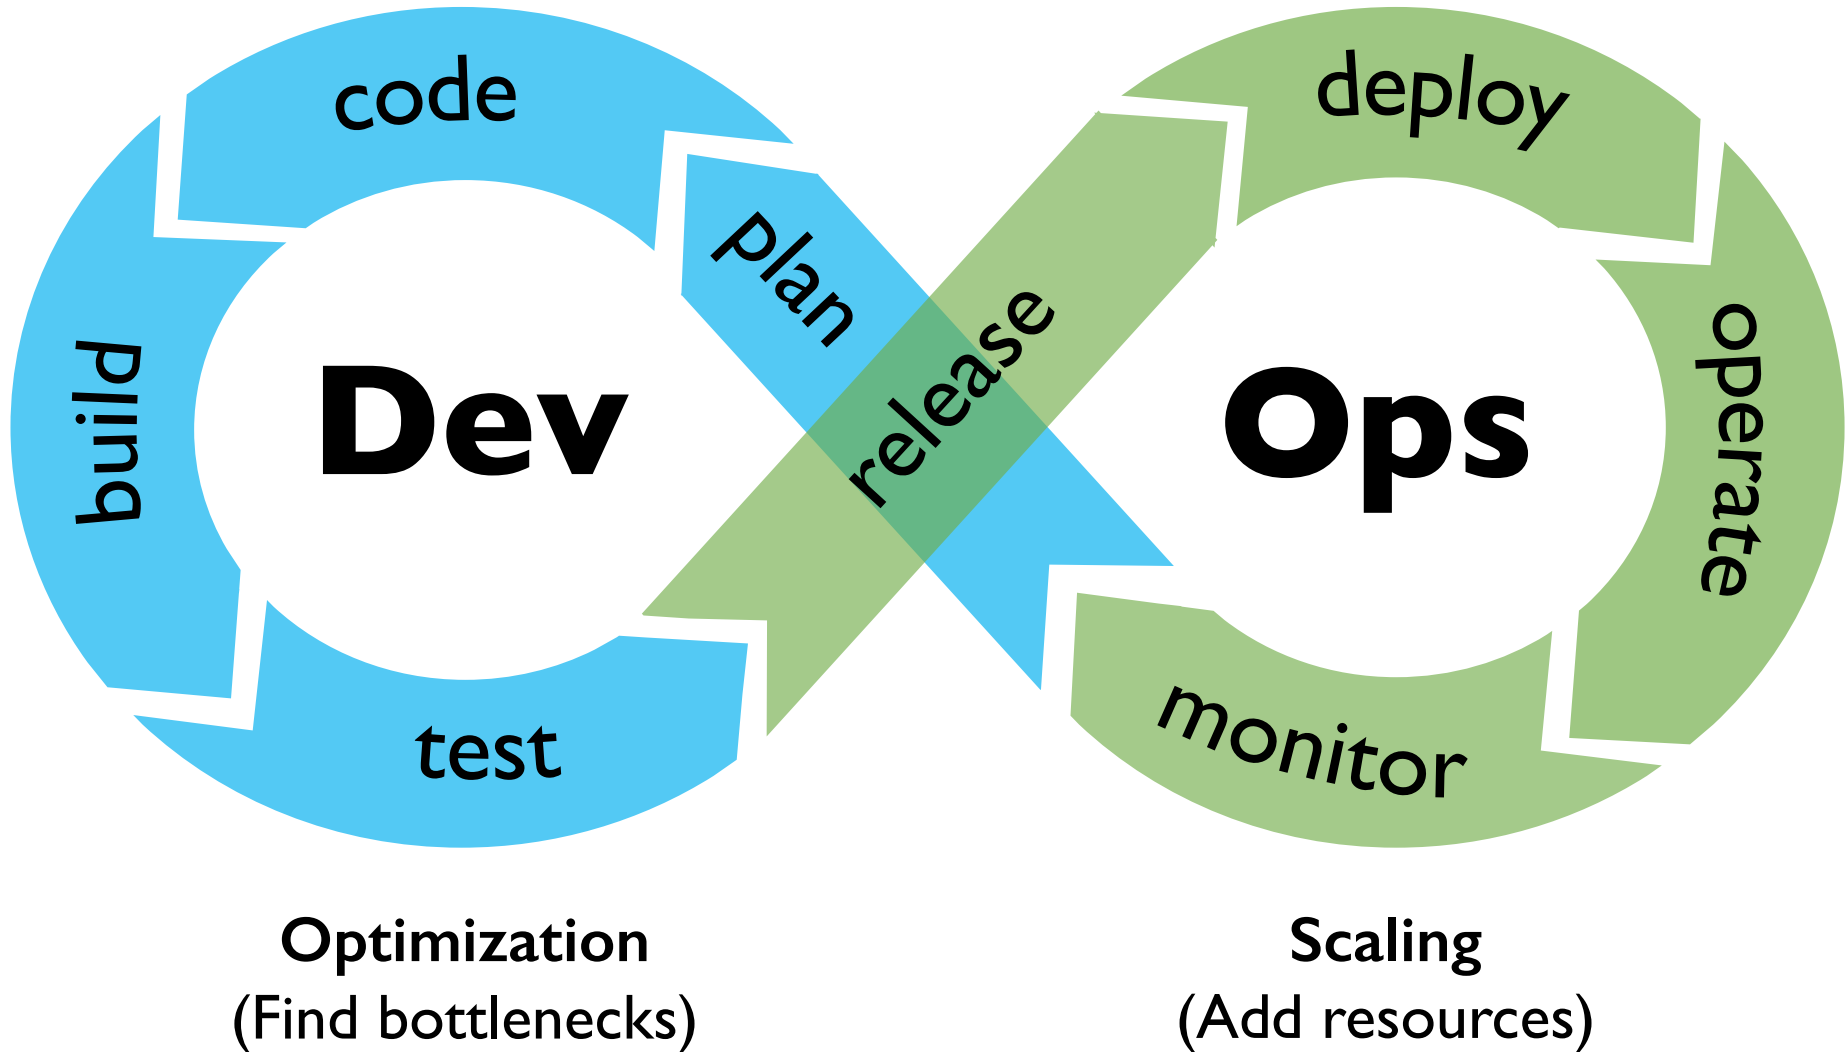 code
plan
build
Dev
test
release
deploy
operate
Ops
monitor
Optimization
(Find bottlenecks)
Scaling
(Add resources)